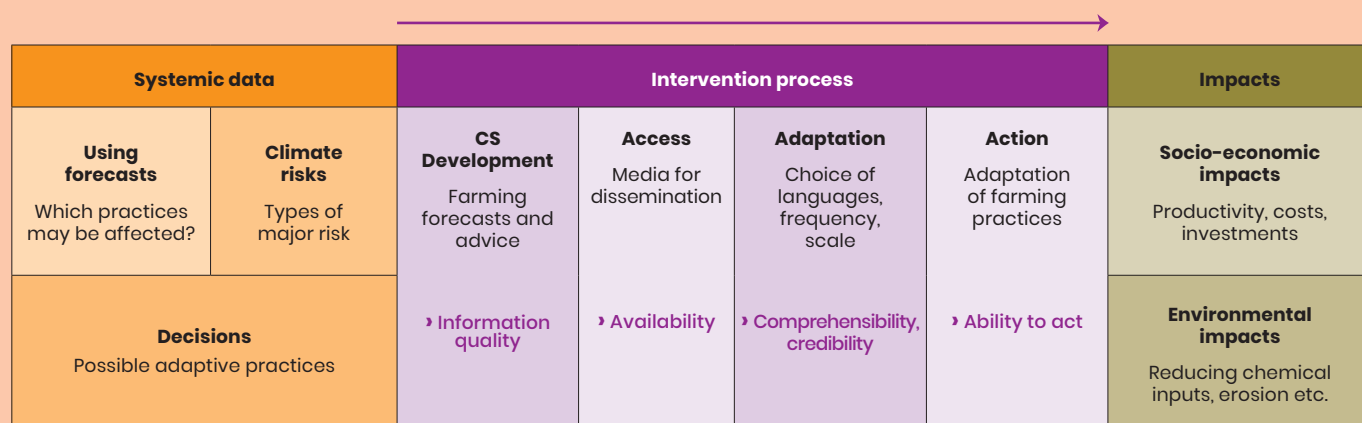 Systemic data
Intervention process
Impacts
Using
forecasts
Which practices
may be affected?
Climate
risks
Types of
major risk
Decisions
Possible adaptive practices
CS
Development
Farming
forecasts and
advice
› Information
quality
Access
Media for
dissemination
› Availability
Adaptation
Choice of
languages,
frequency,
scale
› Comprehensibility,
credibility
Action
Adaptation
of farming
practices
› Ability to act
Socio-economic
impacts
Productivity, costs,
investments
Environmental
impacts
Reducing chemical
inputs, erosion etc.